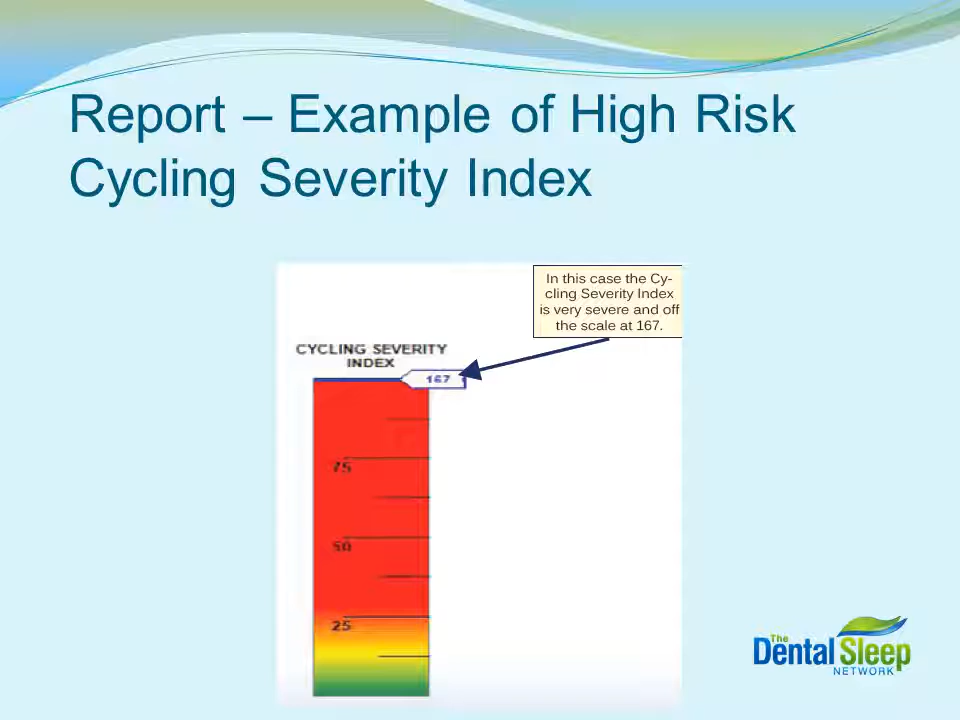 Report – Example of High Risk
Cycling Severity Index
In this case the Cy-
cling Severity Index
is very severe and off
the scale at 167.
CYCLING SEVERITY
INDEX
167
75
50
25
The
Dental Sleep
NETWORK